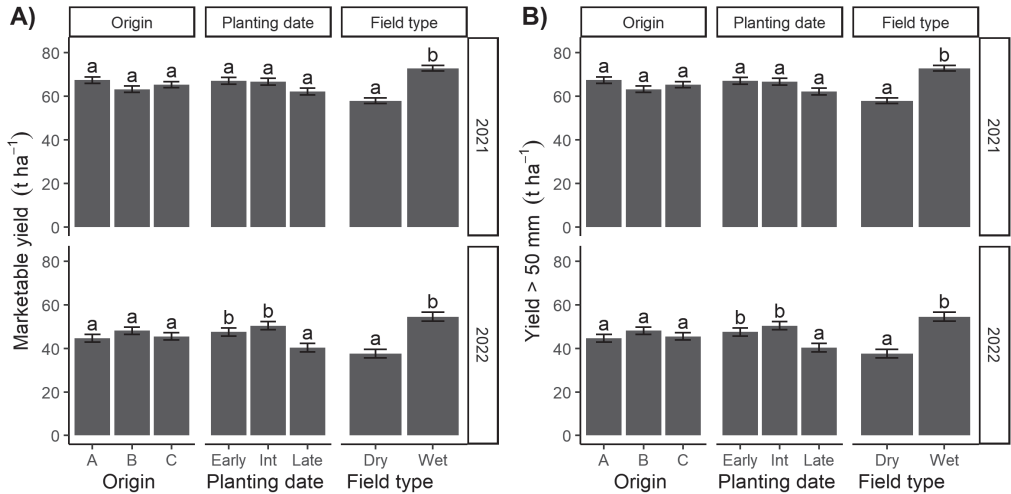 A)
Origin
Planting date
Field type
Marketable yield (t ha⁻¹)
80
60
40
20
0
a a a
a a a
a b
2021
80
60
40
20
0
a a a
b b a
a b
2022
A B C
Early Int Late
Dry Wet
Origin
Planting date
Field type
B)
Origin
Planting date
Field type
Yield > 50 mm (t ha⁻¹)
80
60
40
20
0
a a a
a a a
a b
2021
80
60
40
20
0
a a a
b b a
a b
2022
A B C
Early Int Late
Dry Wet
Origin
Planting date
Field type